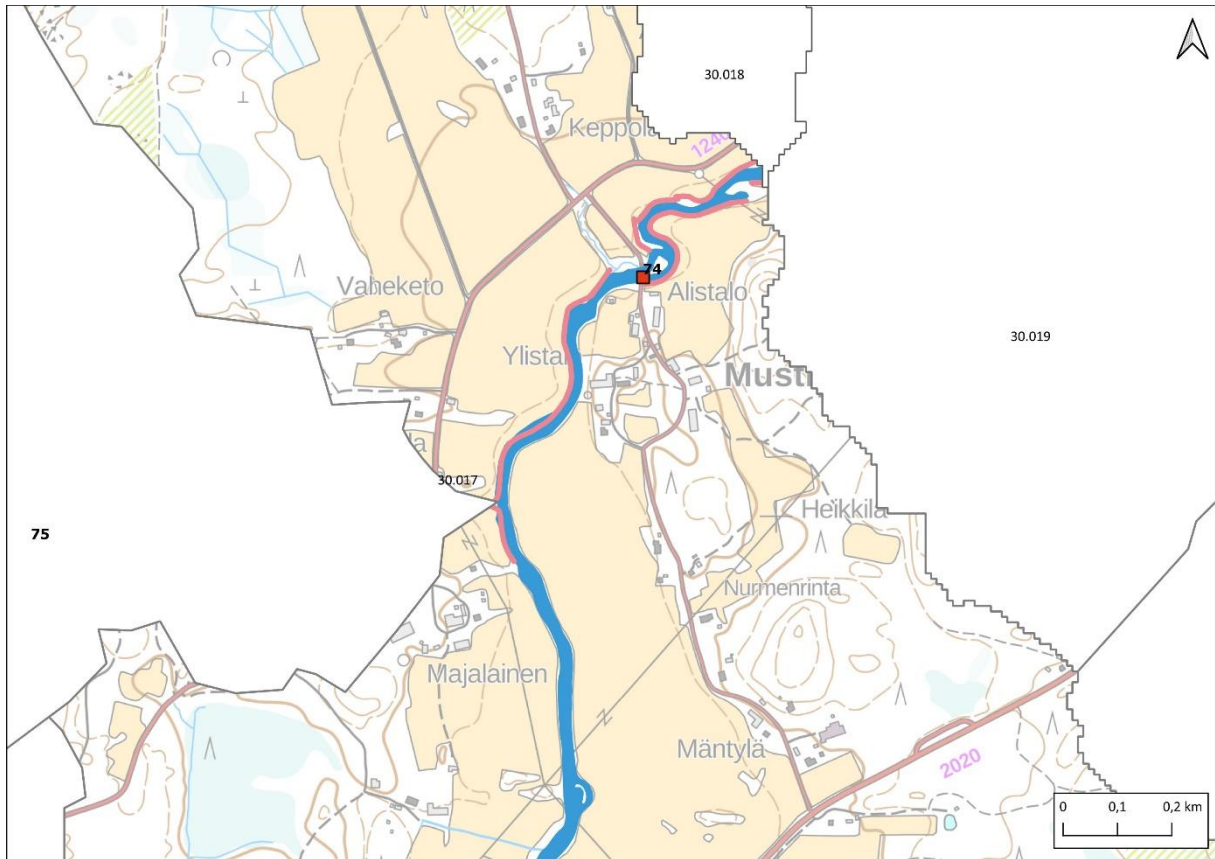 30.018
Keppola
1240
74
Vaheketo
Alistalo
30.019
Ylistal
Musti
30.017
Heikkilä
75
Nurmenrinta
Majalainen
Mäntylä
2020
0 0,1 0,2 km